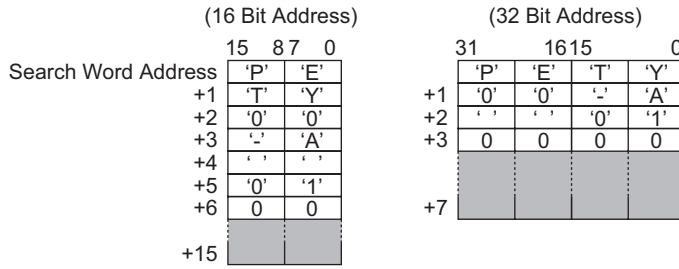 (16 Bit Address) (32 Bit Address)
15 8 7 0 31 16 15 0
Search Word Address 'P' 'E' 'P' 'E' 'T' 'Y'
+1 'T' 'Y' +1 '0' '0' '-' 'A'
+2 '0' '0' +2 ' ' ' ' '0' '1'
+3 '-' 'A' +3 0 0 0 0
+4 ' ' ' '
+5 '0' '1'
+6 0 0 +7
+15